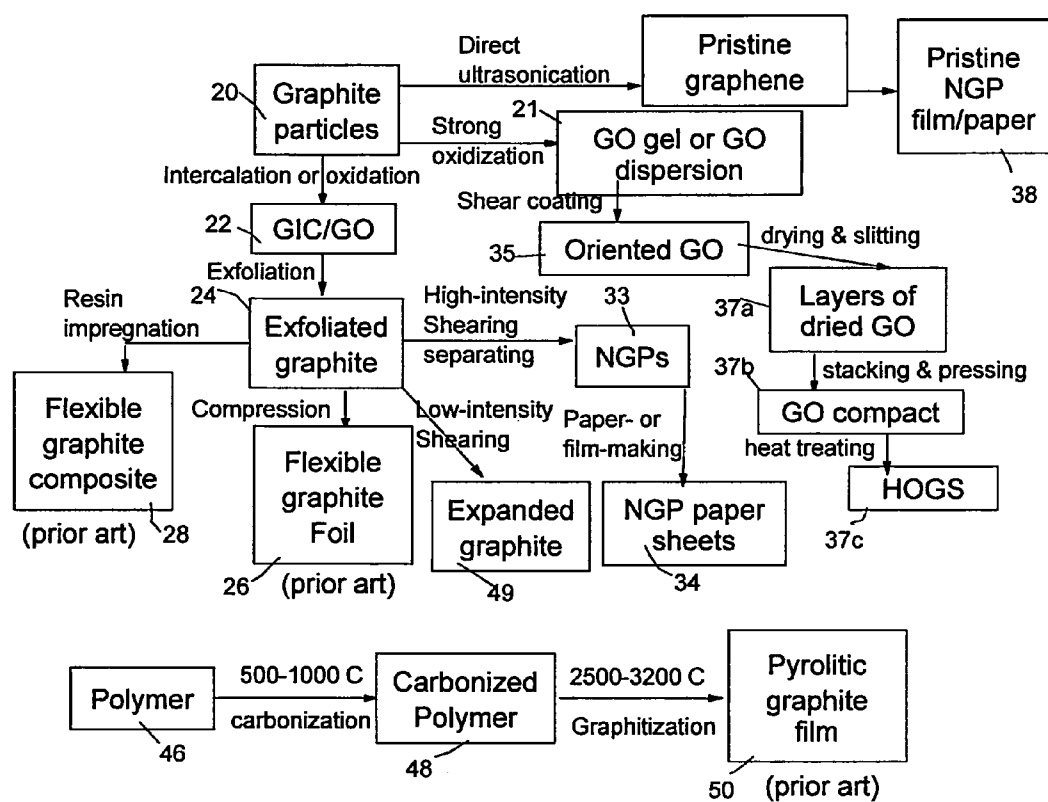 Direct
ultrasonication
Pristine
graphene
Pristine
NGP
film/paper
38
20
Graphite
particles
Strong
oxidization
21
GO gel or GO
dispersion
Intercalation or oxidation
Shear coating
22
GIC/GO
35
Oriented GO
drying & slitting
Exfoliation
24
Resin
impregnation
Exfoliated
graphite
High-intensity
Shearing
separating
33
NGPs
37a
Layers of
dried GO
37b
stacking & pressing
GO compact
heat treating
HOGS
37c
Flexible
graphite
composite
(prior art)
28
Compression
Flexible
graphite
Foil
26
(prior art)
Low-intensity
Shearing
Expanded
graphite
49
Paper- or
film-making
NGP paper
sheets
34
Polymer
46
500-1000 C
carbonization
Carbonized
Polymer
48
2500-3200 C
Graphitization
Pyrolitic
graphite
film
50
(prior art)